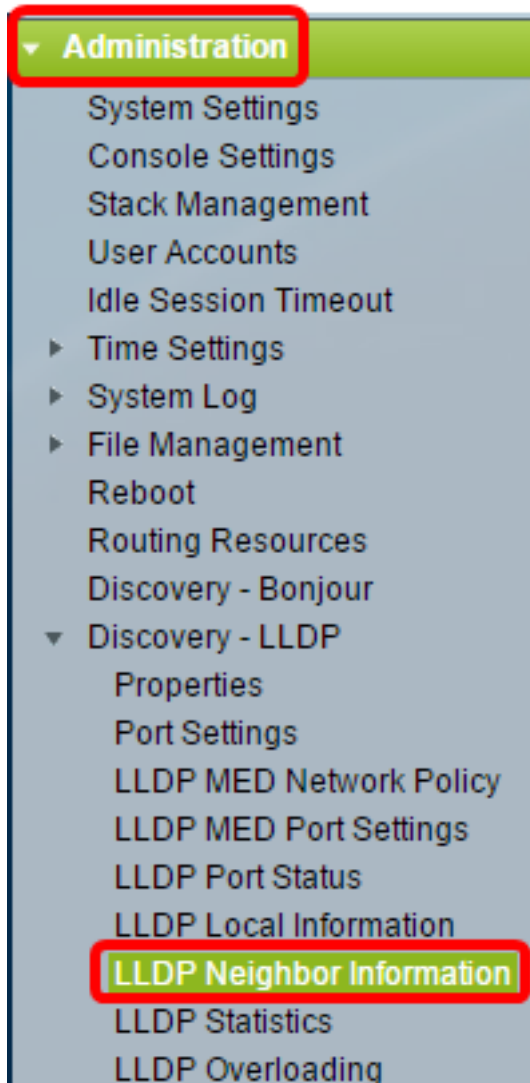 Administration
System Settings
Console Settings
Stack Management
User Accounts
Idle Session Timeout
Time Settings
System Log
File Management
Reboot
Routing Resources
Discovery - Bonjour
Discovery - LLDP
Properties
Port Settings
LLDP MED Network Policy
LLDP MED Port Settings
LLDP Port Status
LLDP Local Information
LLDP Neighbor Information
LLDP Statistics
LLDP Overloading